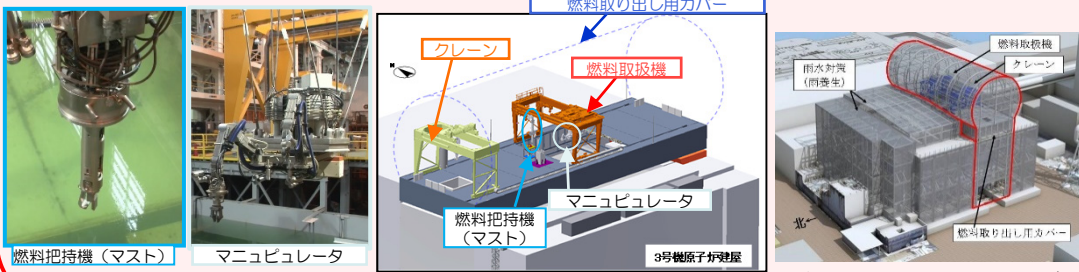 燃料取り出し用カバー
クレーン
燃料取扱機
マニュピュレータ
燃料把持機
(マスト)
3号機原子炉建屋
燃料把持機(マスト)
マニュピュレータ
燃料取扱機
クレーン
雨水対策
(雨養生)
北
燃料取り出し用カバー